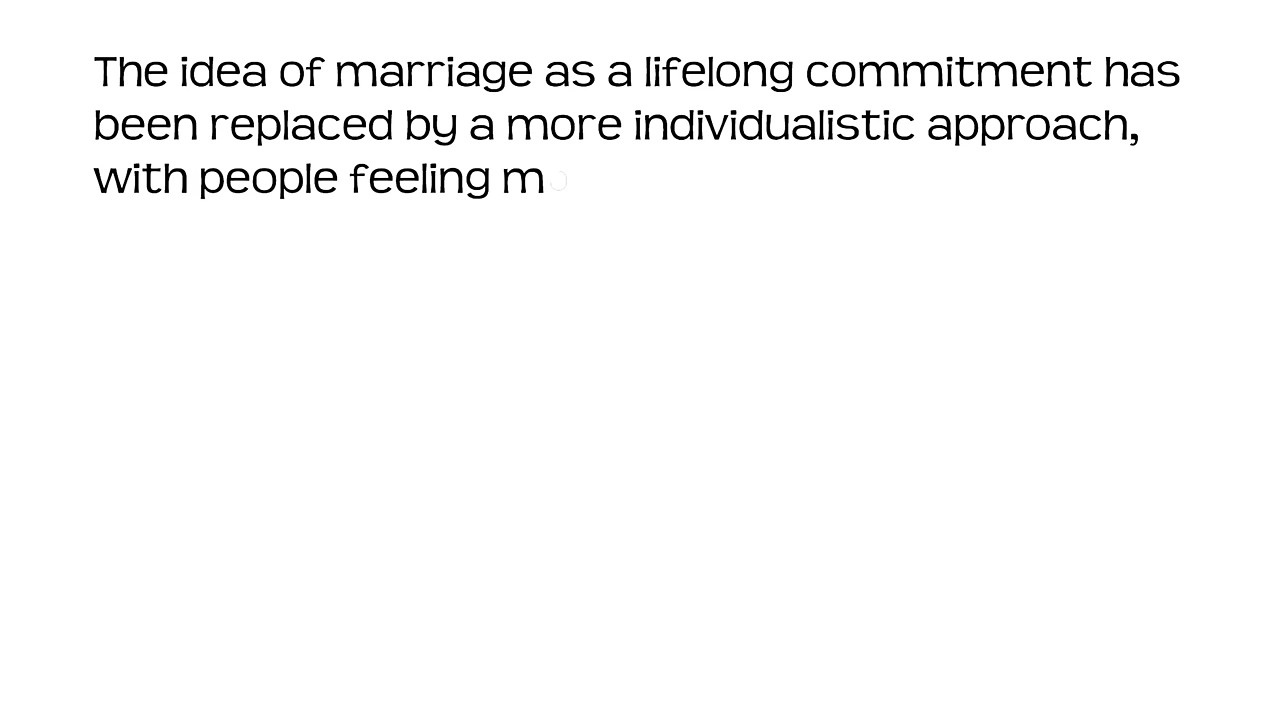 The idea of marriage as a lifelong commitment has
been replaced by a more individualistic approach,
with people feeling m